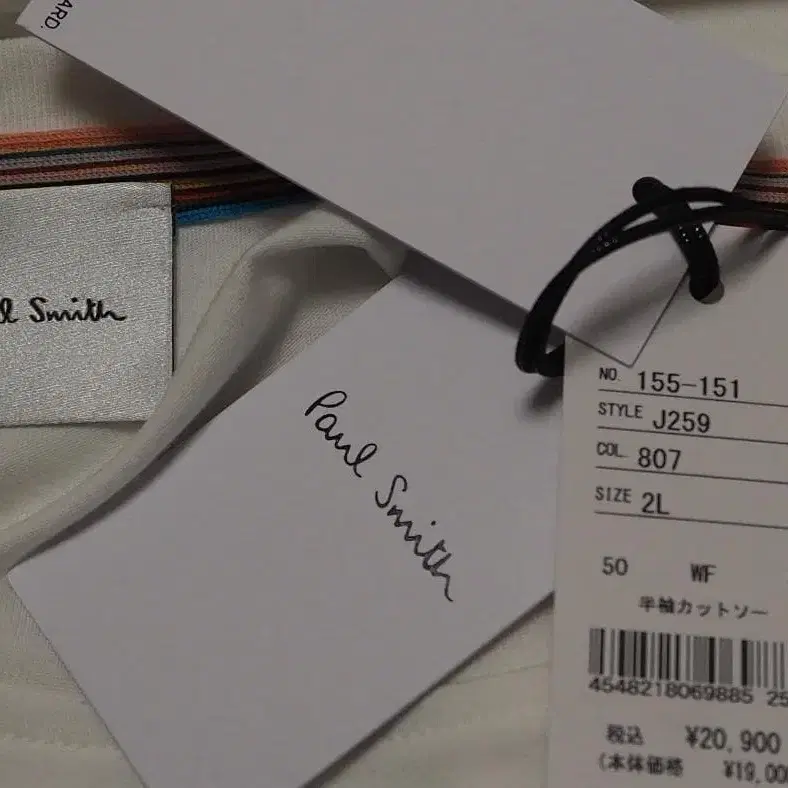 ARD.
Smith
Paul Smith
NO. 155-151
STYLE J259
COL. 807
SIZE 2L
50 WF
半袖カットソー
4548218069885 25
税込 ¥20,900
(本体価格 ¥19,00